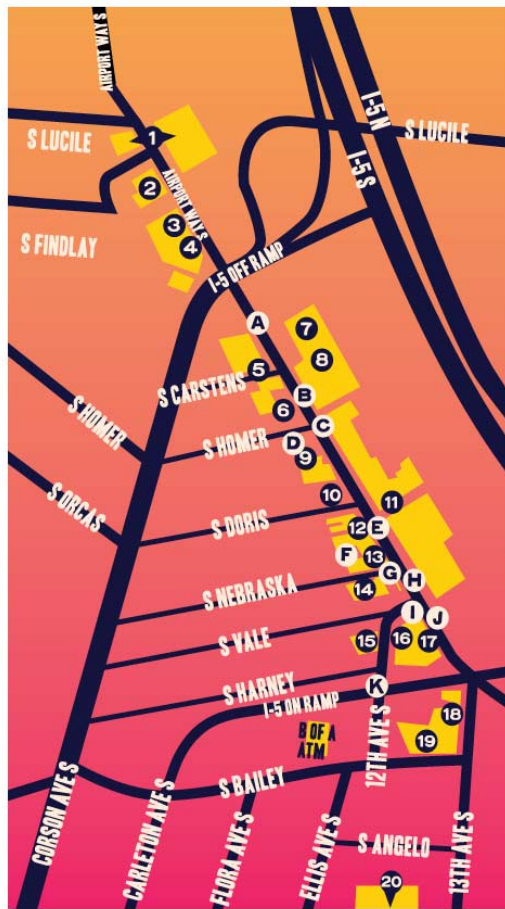 AIRPORT WAY S
I-5 N
S LUCILE
S LUCILE
1
I-5 S
AIRPORT WAY S
2
3
4
S FINDLAY
I-5 OFF RAMP
A
7
8
5
S CARSTENS
B
6
S HOMER
C
S HOMER
D
9
S ORCAS
10
11
S DORIS
12
E
F
13
G
H
S NEBRASKA
14
I
J
S VALE
15
16
17
S HARNEY
K
I-5 ON RAMP
18
B OF A
ATM
19
12TH AVE S
S BAILEY
CORSON AVE S
CARLETON AVE S
FLORA AVE S
ELLIS AVE S
S ANGELO
13TH AVE S
20